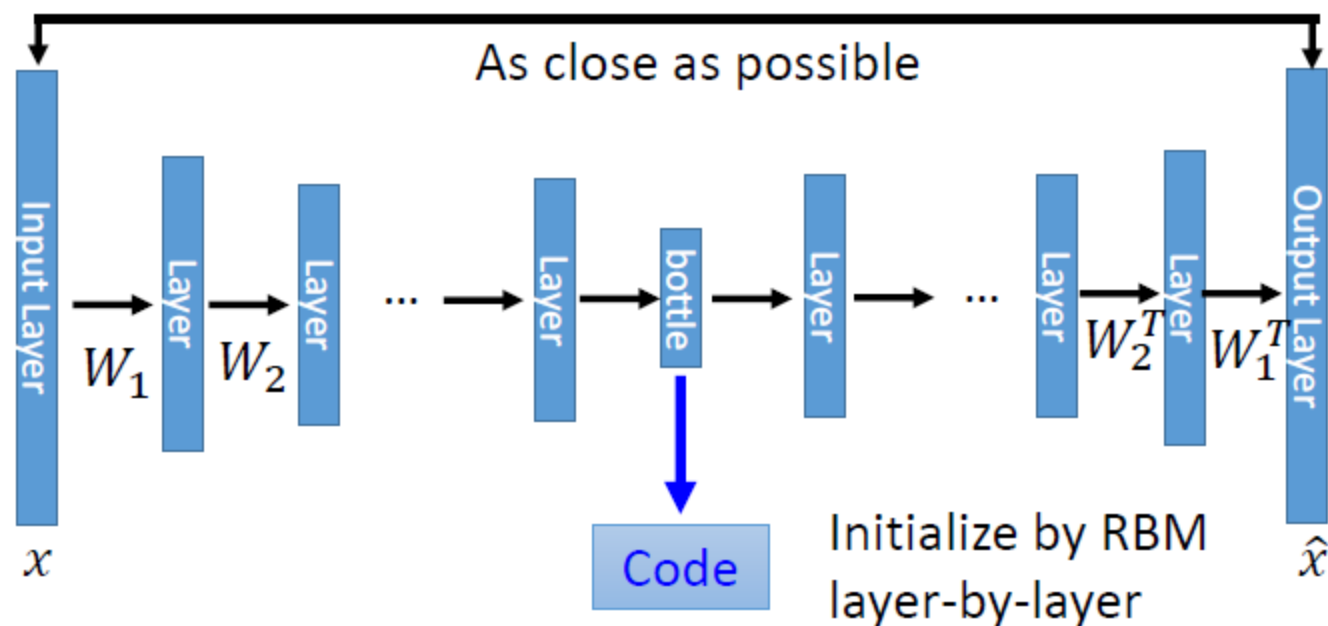 As close as possible
Input Layer
Layer
Layer
...
Layer
bottle
Layer
...
Layer
Layer
Output Layer
W₁
W₂
W₂ᵀ
W₁ᵀ
x
Code
Initialize by RBM
layer-by-layer
x̂